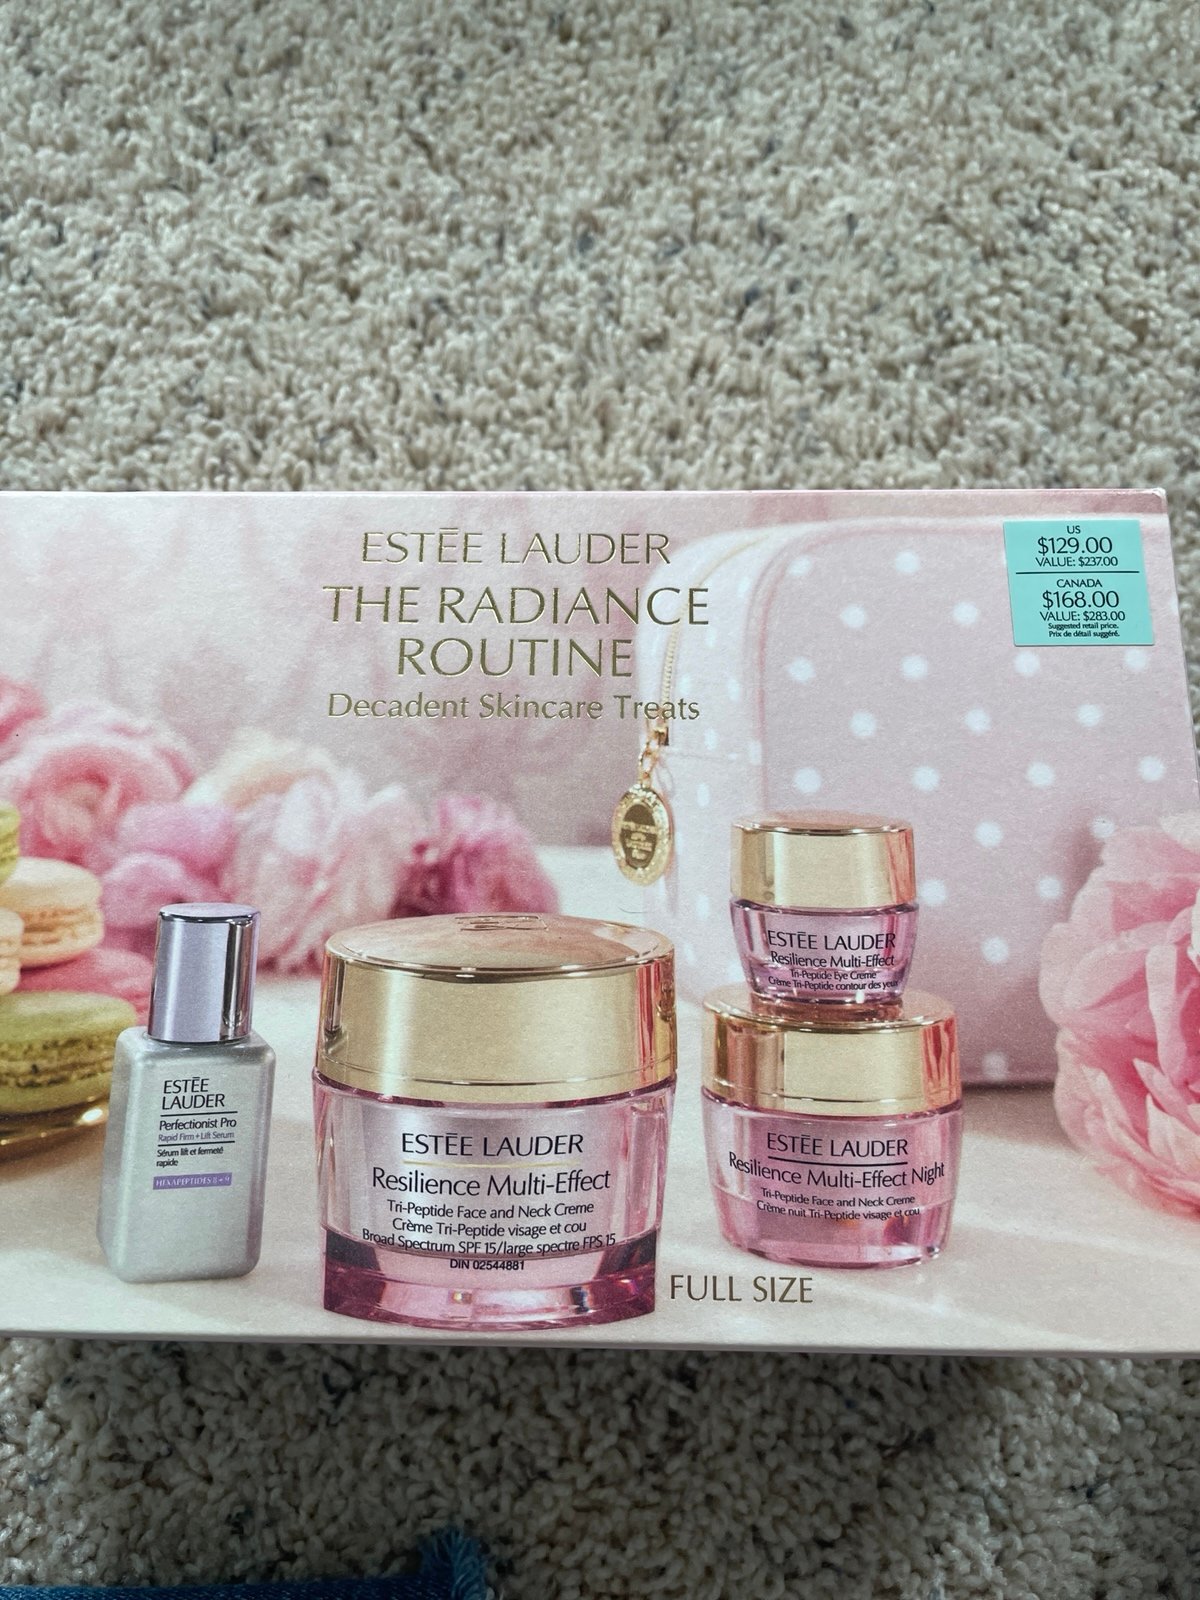 ESTĒE LAUDER
THE RADIANCE
ROUTINE
Decadent Skincare Treats
US
$129.00
VALUE: $237.00
CANADA
$168.00
VALUE: $283.00
Suggested retail price.
Prix de détail suggéré.
ESTĒE LAUDER
Resilience Multi-Effect
Tri-Peptide Eye Creme
Crème Tri-Peptide contour des yeux
ESTĒE
LAUDER
Perfectionist Pro
Rapid Firm + Lift Serum
Sérum lift et fermeté
rapide
HEXAPEPTIDES 8 + 9
ESTĒE LAUDER
Resilience Multi-Effect
Tri-Peptide Face and Neck Creme
Crème Tri-Peptide visage et cou
Broad Spectrum SPF 15/large spectre FPS 15
DIN 02544881
ESTĒE LAUDER
Resilience Multi-Effect Night
Tri-Peptide Face and Neck Creme
Crème nuit Tri-Peptide visage et cou
FULL SIZE